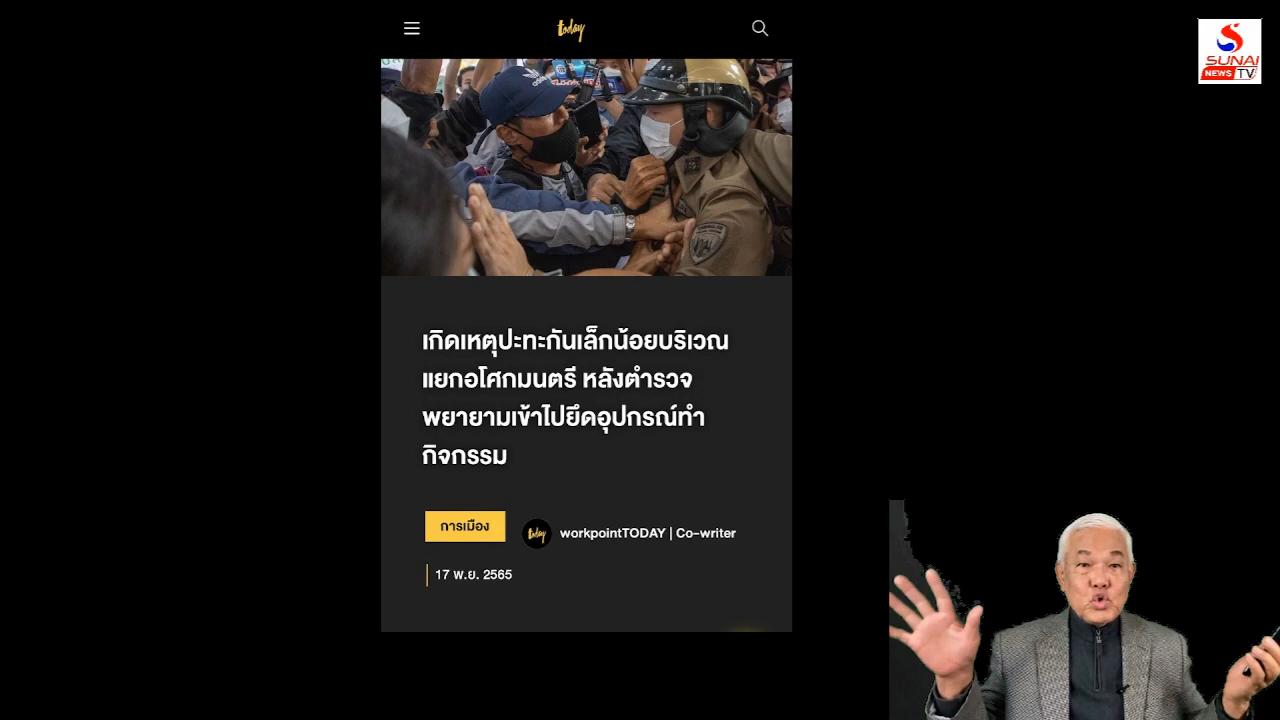 today
SUNAI
NEWS TV
adidas
เกิดเหตุปะทะกันเล็กน้อยบริเวณ
แยกอโศกมนตรี หลังตำรวจ
พยายามเข้าไปยึดอุปกรณ์ทำ
กิจกรรม
การเมือง
today
workpointTODAY | Co-writer
17 พ.ย. 2565